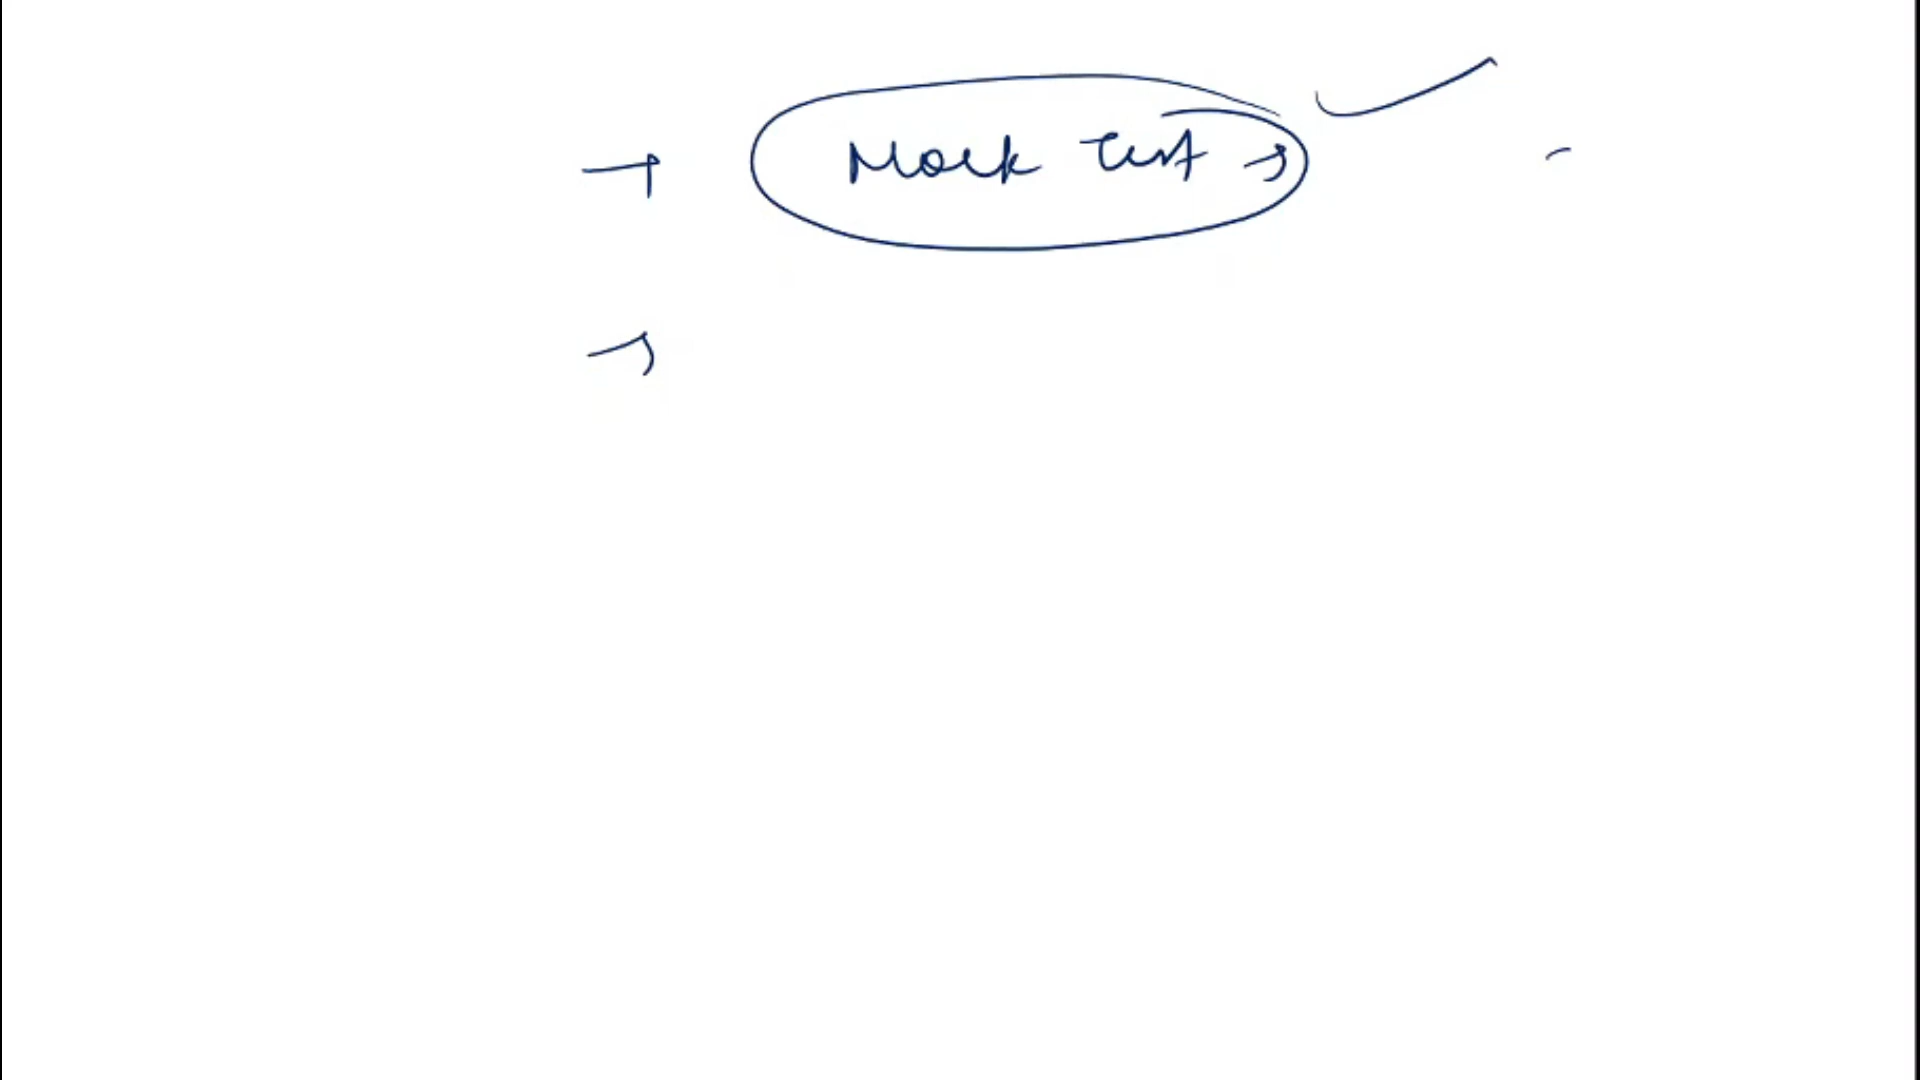 → Mock test →
→